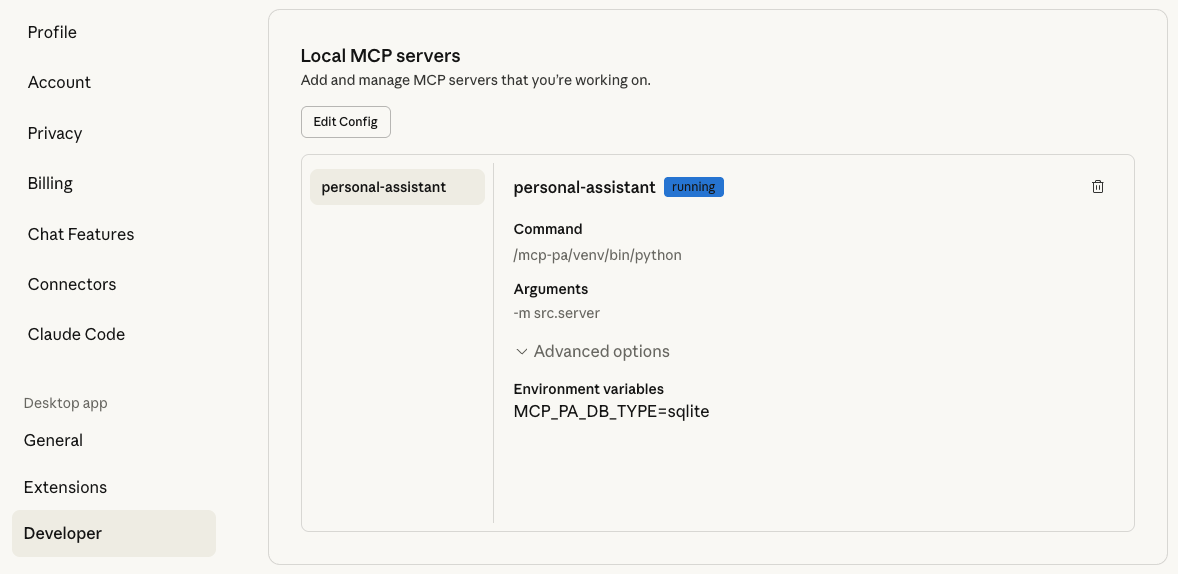 Profile
Account
Privacy
Billing
Chat Features
Connectors
Claude Code
Desktop app
General
Extensions
Developer
Local MCP servers
Add and manage MCP servers that you're working on.
Edit Config
personal-assistant
personal-assistant running
Command
/mcp-pa/venv/bin/python
Arguments
-m src.server
Advanced options
Environment variables
MCP_PA_DB_TYPE=sqlite